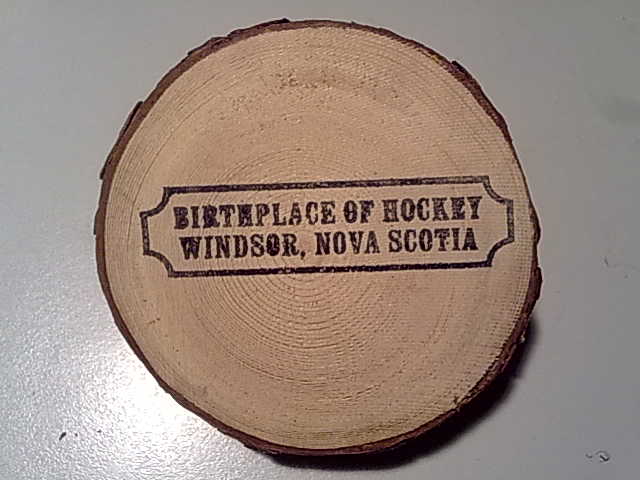 BIRTHPLACE OF HOCKEY
WINDSOR, NOVA SCOTIA